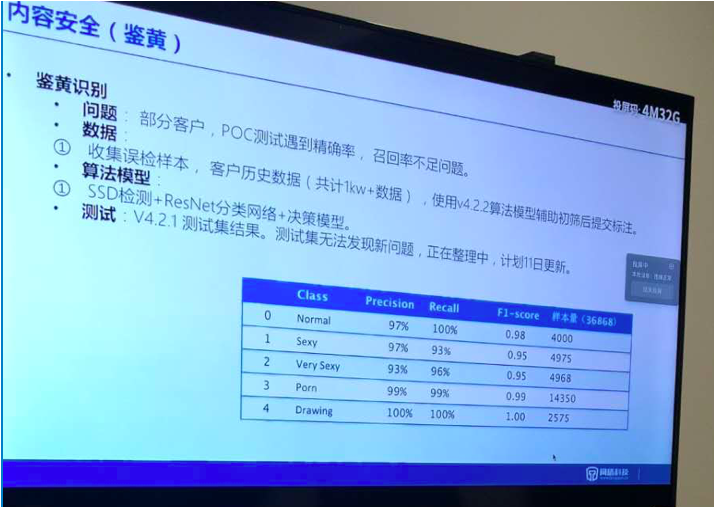 内容安全（鉴黄）
投屏码: 4M32G
• 鉴黄识别
• 问题：部分客户，POC测试遇到精确率，召回率不足问题。
• 数据：
① 收集误检样本，客户历史数据（共计1kw+数据），使用v4.2.2算法模型辅助初筛后提交标注。
• 算法模型：
① SSD检测+ResNet分类网络+决策模型。
• 测试：V4.2.1 测试集结果。测试集无法发现新问题，正在整理中，计划11日更新。
Class Precision Recall F1-score 样本量（36868）
0 Normal 97% 100% 0.98 4000
1 Sexy 97% 93% 0.95 4975
2 Very Sexy 93% 96% 0.95 4968
3 Porn 99% 99% 0.99 14350
4 Drawing 100% 100% 1.00 2575
投屏中